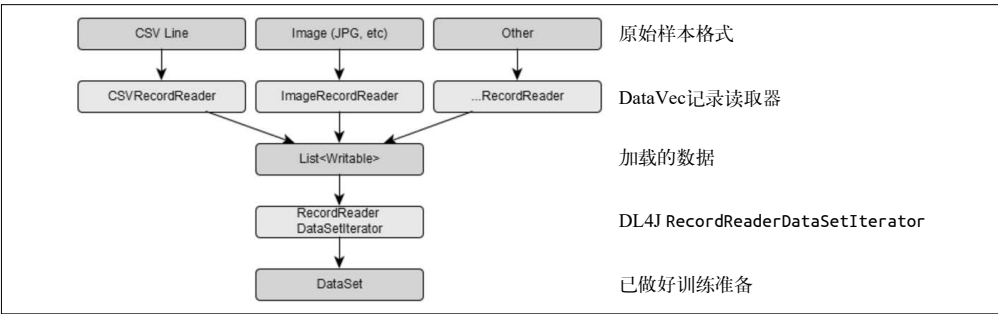 CSV Line
Image (JPG, etc)
Other
原始样本格式
CSVRecordReader
ImageRecordReader
...RecordReader
DataVec记录读取器
List<Writable>
加载的数据
RecordReader
DataSetIterator
DL4J RecordReaderDataSetIterator
DataSet
已做好训练准备